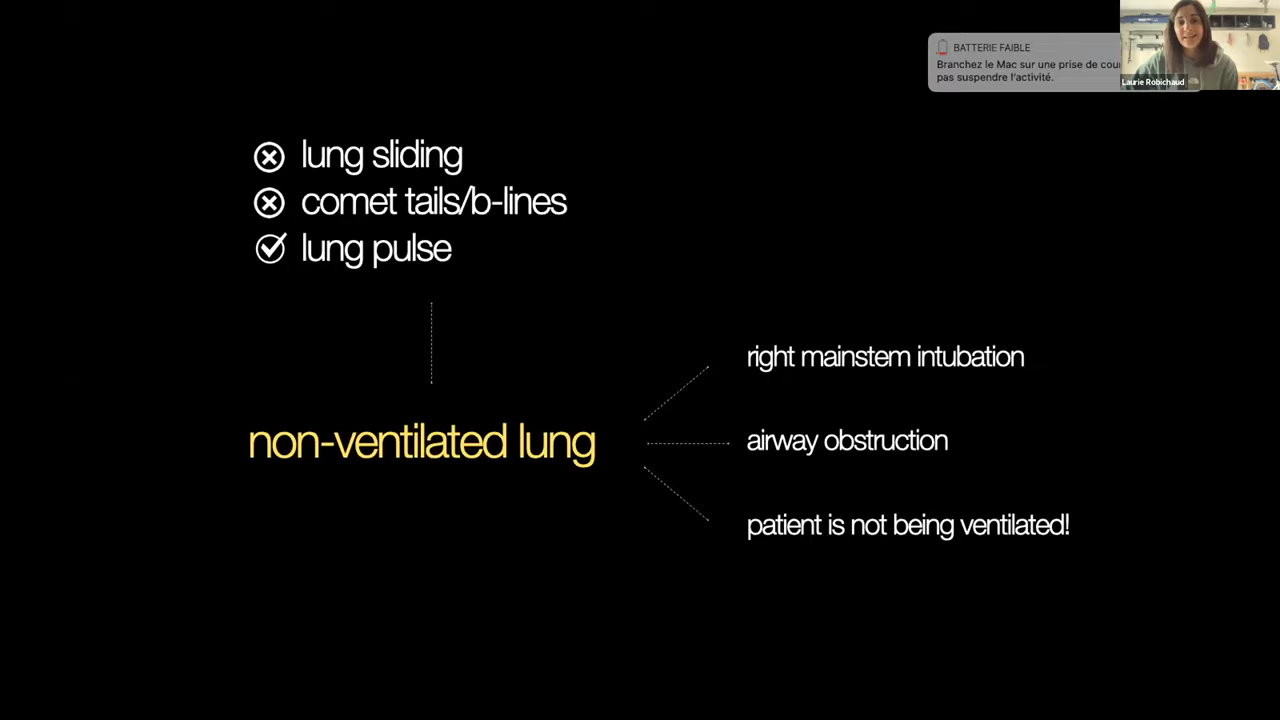 BATTERIE FAIBLE
Branchez le Mac sur une prise de
pas suspendre l'activité.
Laurie Robichaud
lung sliding
comet tails/b-lines
lung pulse
right mainstem intubation
non-ventilated lung
airway obstruction
patient is not being ventilated!